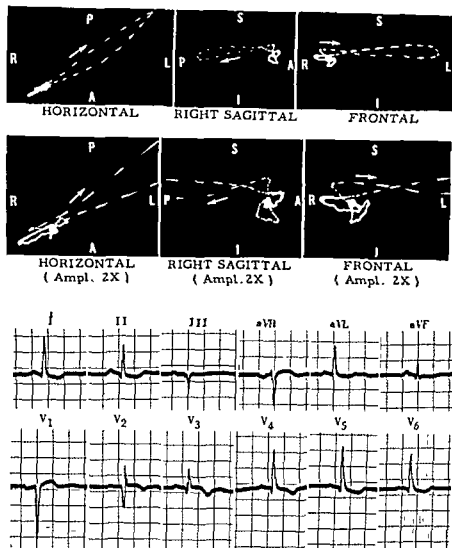 P S S
R L P A R L
A I I
HORIZONTAL RIGHT SAGITTAL FRONTAL
P S S
R L P A R L
A I I
HORIZONTAL RIGHT SAGITTAL FRONTAL
( Ampl. 2X ) ( Ampl. 2X ) ( Ampl. 2X )
I II III aVR aVL aVF
V1 V2 V3 V4 V5 V6